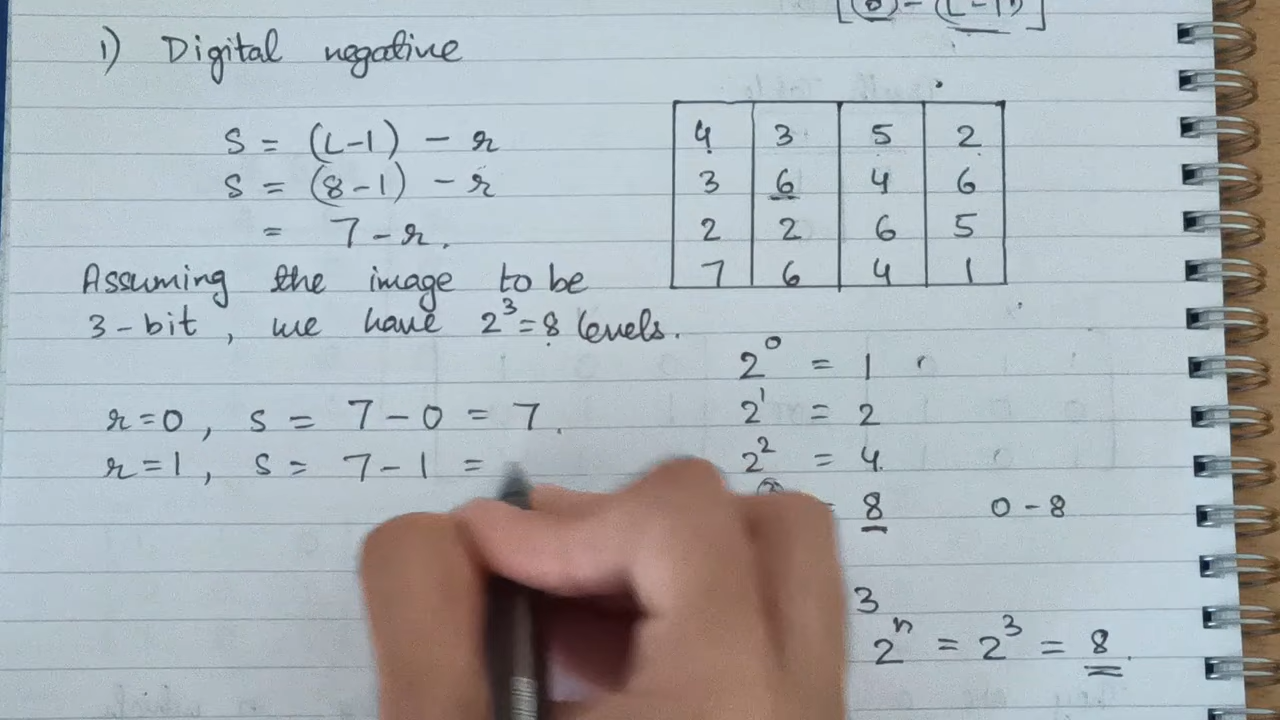 [(8) - (L-1)]
1) Digital negative
S = (L-1) - r
S = (8-1) - r
= 7 - r.
Assuming the image to be
3-bit, we have 2³ = 8 levels.
r = 0, S = 7 - 0 = 7.
r = 1, S = 7 - 1 =
4 3 5 2
3 6 4 6
2 2 6 5
7 6 4 1
2⁰ = 1
2¹ = 2
2² = 4
= 8 0 - 8
3
2ⁿ = 2³ = 8.